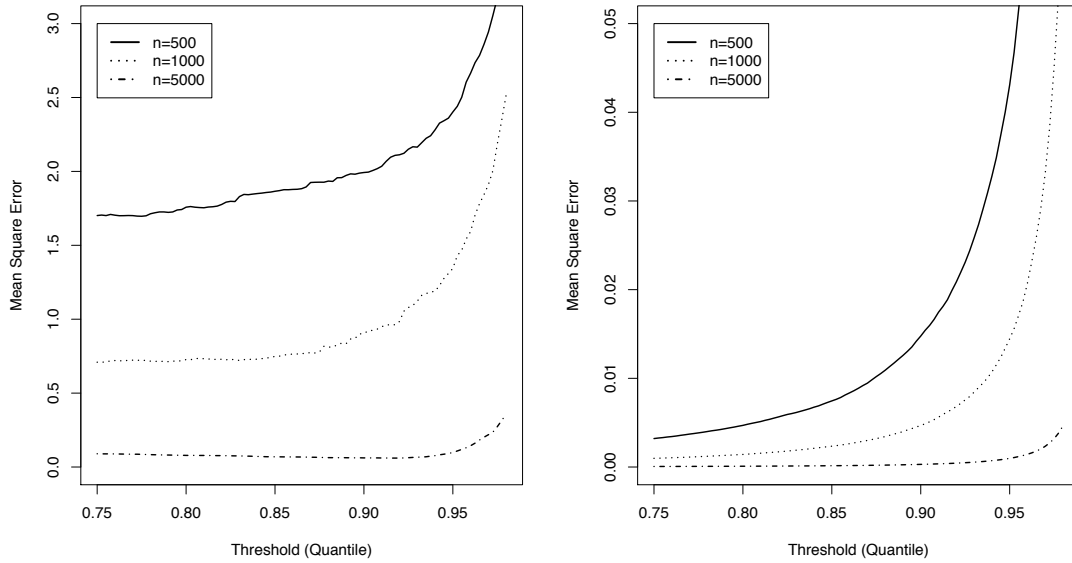 n=500
n=1000
n=5000
3.0
2.5
2.0
1.5
1.0
0.5
0.0
Mean Square Error
0.75 0.80 0.85 0.90 0.95
Threshold (Quantile)
n=500
n=1000
n=5000
0.05
0.04
0.03
0.02
0.01
0.00
Mean Square Error
0.75 0.80 0.85 0.90 0.95
Threshold (Quantile)